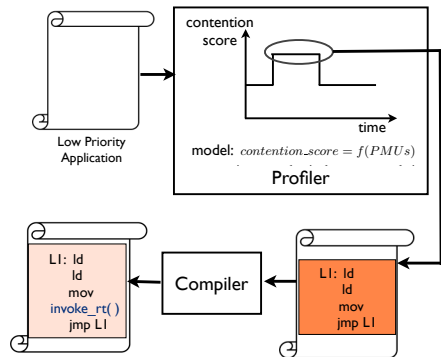 contention
score
time
model: contention_score = f(PMUs)
Profiler
Low Priority
Application
L1: ld
ld
mov
invoke_rt( )
jmp L1
Compiler
L1: ld
ld
mov
jmp L1